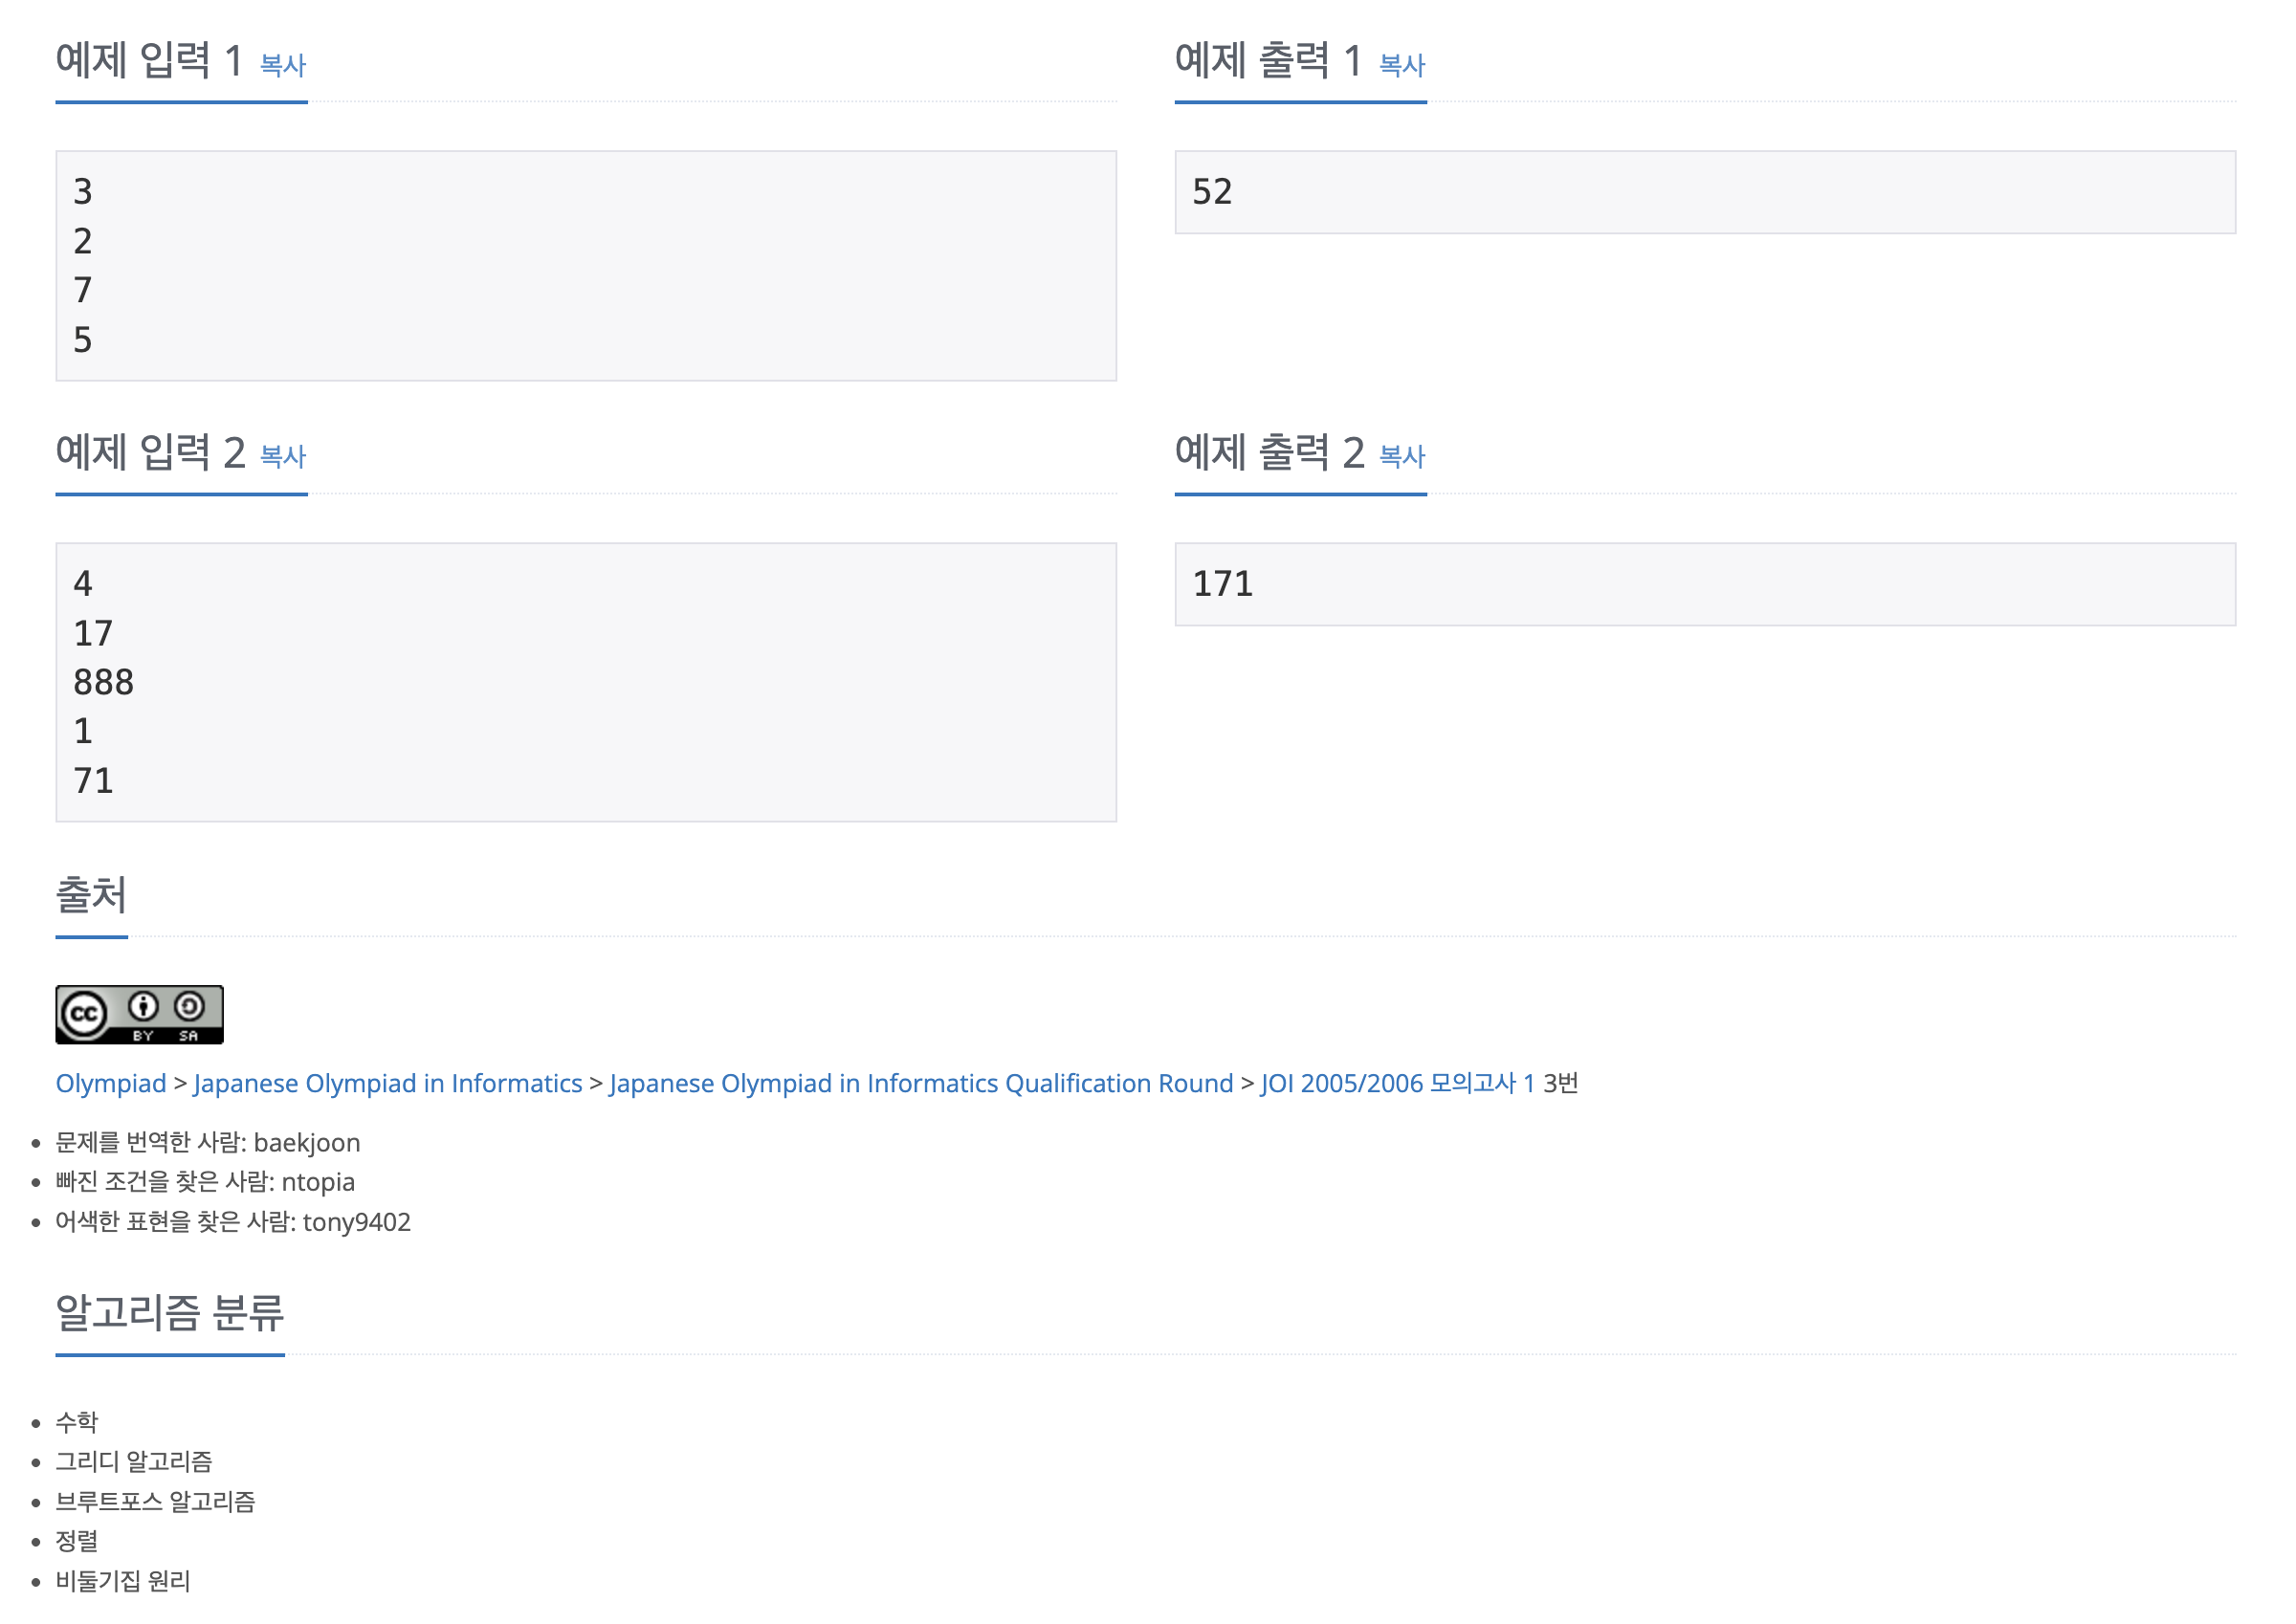 예제 입력 1 복사
3
2
7
5
예제 출력 1 복사
52
예제 입력 2 복사
4
17
888
1
71
예제 출력 2 복사
171
출처
cc BY SA
Olympiad > Japanese Olympiad in Informatics > Japanese Olympiad in Informatics Qualification Round > JOI 2005/2006 모의고사 1 3번
문제를 번역한 사람: baekjoon
빠진 조건을 찾은 사람: ntopia
어색한 표현을 찾은 사람: tony9402
알고리즘 분류
수학
그리디 알고리즘
브루트포스 알고리즘
정렬
비둘기집 원리